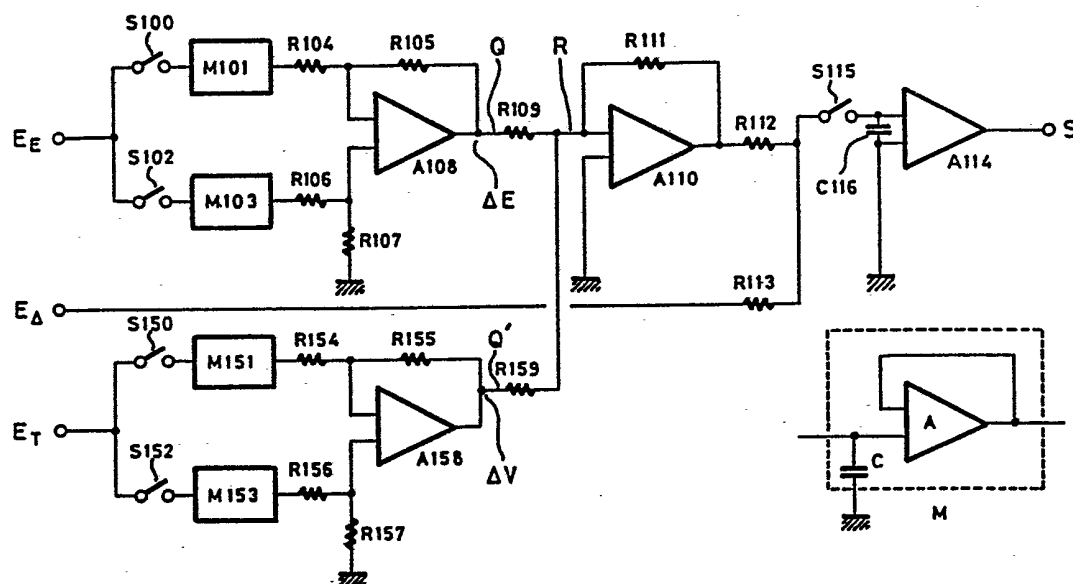 S100
R104
R105
Q
R
R111
M101
S115
R109
R112
S
E_E
A108
A110
A114
S102
R106
C116
M103
ΔE
R107
R113
E_Δ
S150
R154
R155
Q'
R159
M151
A
E_T
S152
A158
R156
ΔV
C
M153
M
R157